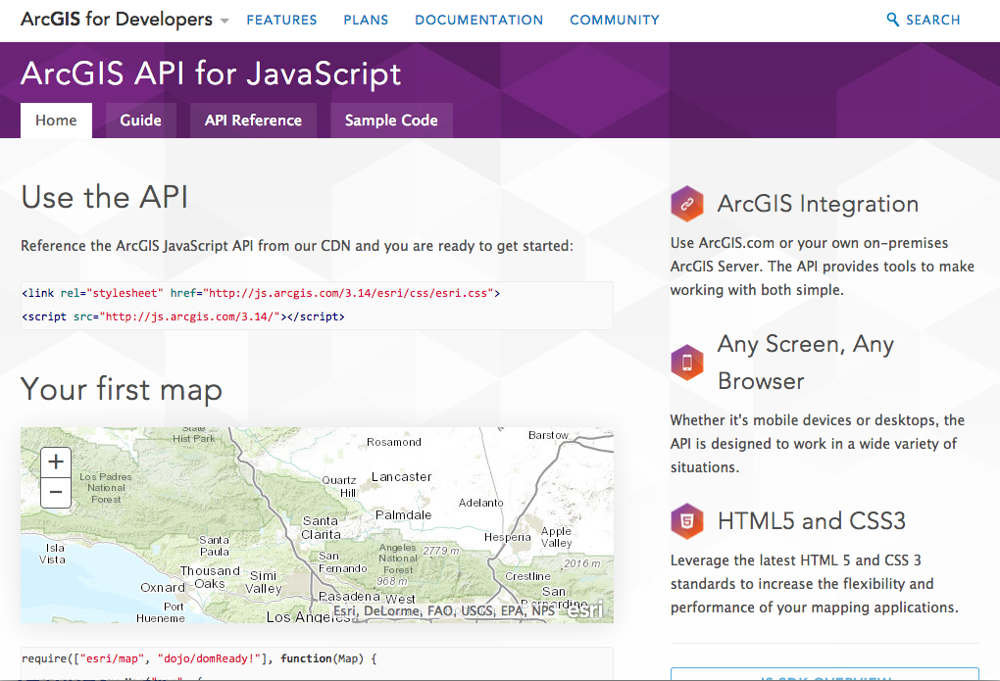 ArcGIS for Developers
FEATURES
PLANS
DOCUMENTATION
COMMUNITY
SEARCH
ArcGIS API for JavaScript
Home
Guide
API Reference
Sample Code
Use the API
Reference the ArcGIS JavaScript API from our CDN and you are ready to get started:
<link rel="stylesheet" href="http://js.arcgis.com/3.14/esri/css/esri.css">
<script src="http://js.arcgis.com/3.14/"></script>
Your first map
+
−
State
Hist Park
Rosamond
Barstow
Los Padres
National
Forest
Quartz
Hill
Lancaster
Adelanto
Palmdale
Santa
Clarita
Hesperia
Apple
Valley
Isla
Vista
Santa
Paula
San
Fernando
Angeles
National
Forest
2779 m
968 m
2016 m
Thousand
Oaks
Simi
Valley
Crestline
Oxnard
Pasadena
West
San
Bernardino
Port
Hueneme
Los Angeles
Esri, DeLorme, FAO, USGS, EPA, NPS
esri
require(["esri/map", "dojo/domReady!"], function(Map) {
ArcGIS Integration
Use ArcGIS.com or your own on-premises
ArcGIS Server. The API provides tools to make
working with both simple.
Any Screen, Any
Browser
Whether it's mobile devices or desktops, the
API is designed to work in a wide variety of
situations.
HTML5 and CSS3
Leverage the latest HTML 5 and CSS 3
standards to increase the flexibility and
performance of your mapping applications.
JS SDK OVERVIEW